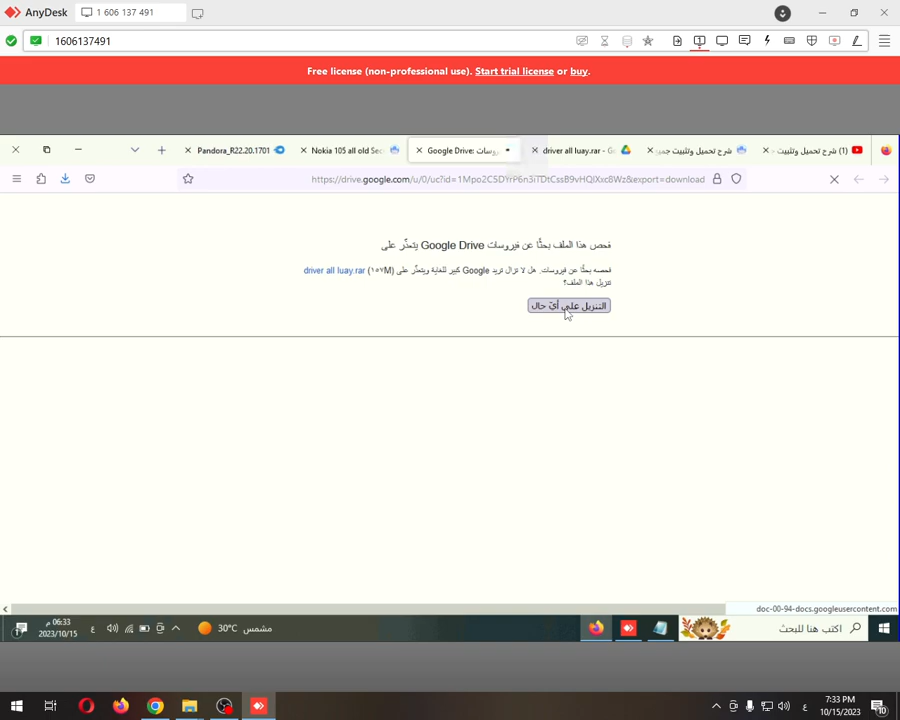 AnyDesk
1 606 137 491
1606137491
Free license (non-professional use). Start trial license or buy.
Pandora_R22.20.1701
Nokia 105 all old Sec
Google Drive: فيروسات
driver all luay.rar - G
شرح تحميل وتثبيت جميع
شرح تحميل وتثبيت (1)
https://drive.google.com/u/0/uc?id=1Mpo2C5DYrP6n3iTDtCssB9vHQlXxc8Wz&export=download
يتعذّر على Google Drive فحص هذا الملف بحثًا عن فيروسات
driver all luay.rar (١٥٧M) كبير للغاية ويتعذّر على Google فحصه بحثًا عن فيروسات. هل لا تزال تريد
تنزيل هذا الملف؟
التنزيل على أيّ حال
doc-00-94-docs.googleusercontent.com
06:33 م
2023/10/15
ع
30°C
مشمس
اكتب هنا للبحث
ع
7:33 PM
10/15/2023
10